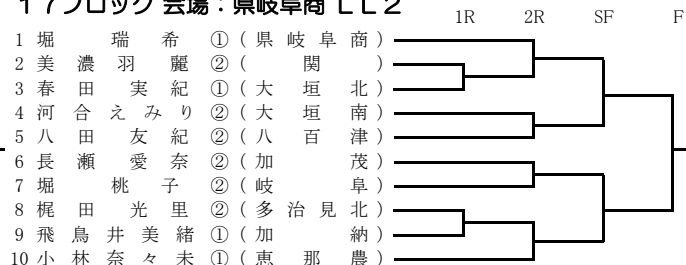 17ブロック 会場：県岐阜商 LL2
1R 2R SF F
1 堀 瑞 希 ① ( 県 岐 阜 商 )
2 美 濃 羽 麗 ② ( 関 )
3 春 田 実 紀 ① ( 大 垣 北 )
4 河 合 え み り ② ( 大 垣 南 )
5 八 田 友 紀 ② ( 八 百 津 )
6 長 瀬 愛 奈 ② ( 加 茂 )
7 堀 桃 子 ② ( 岐 阜 )
8 梶 田 光 里 ② ( 多 治 見 北 )
9 飛 鳥 井 美 緒 ① ( 加 納 )
10 小 林 奈 々 未 ① ( 恵 那 農 )